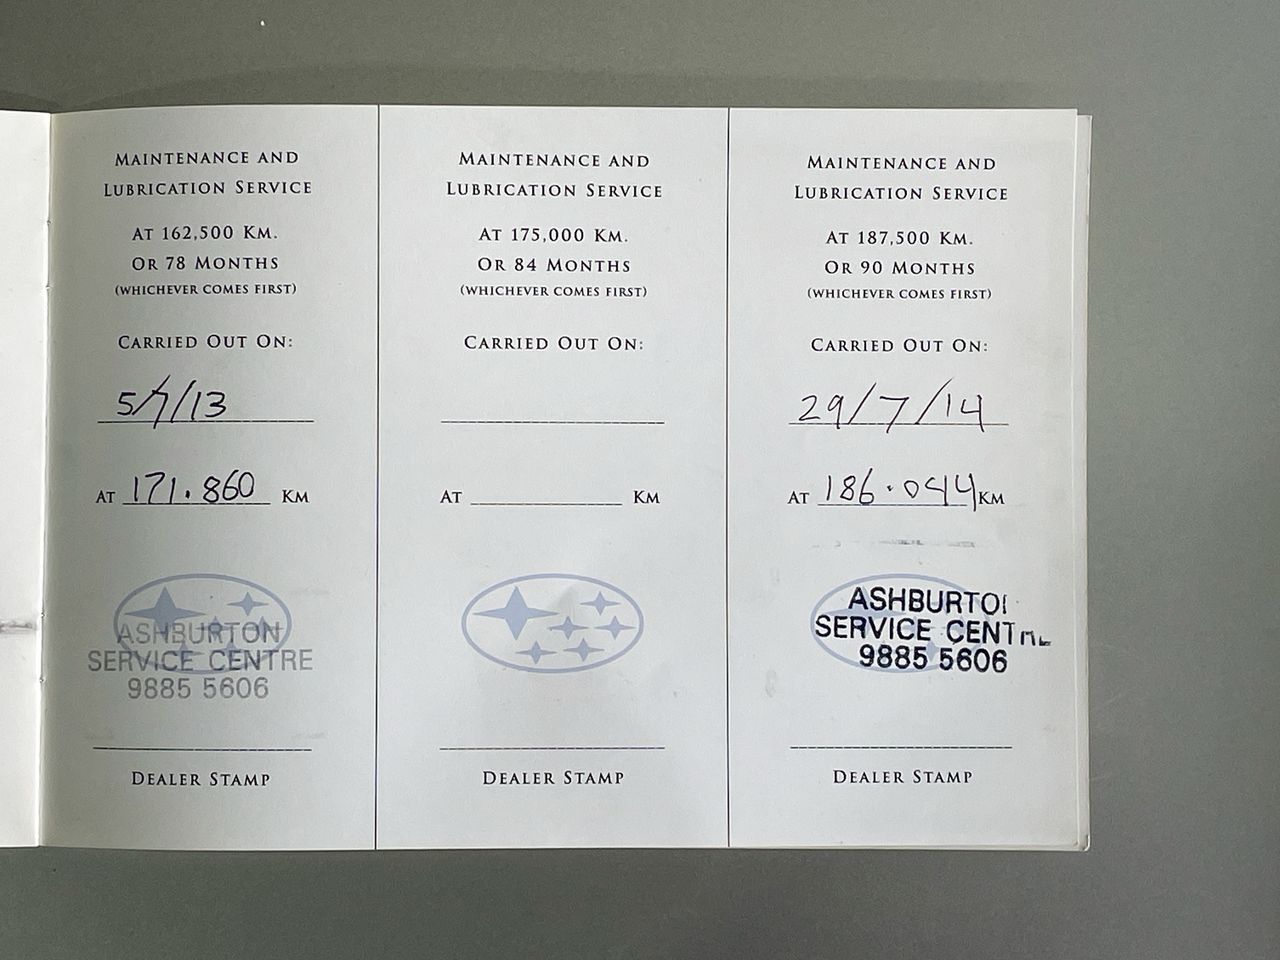 MAINTENANCE AND
LUBRICATION SERVICE
AT 162,500 KM.
OR 78 MONTHS
(WHICHEVER COMES FIRST)
CARRIED OUT ON:
5/7/13
AT 171.860 KM
ASHBURTON
SERVICE CENTRE
9885 5606
DEALER STAMP
MAINTENANCE AND
LUBRICATION SERVICE
AT 175,000 KM.
OR 84 MONTHS
(WHICHEVER COMES FIRST)
CARRIED OUT ON:
AT KM
DEALER STAMP
MAINTENANCE AND
LUBRICATION SERVICE
AT 187,500 KM.
OR 90 MONTHS
(WHICHEVER COMES FIRST)
CARRIED OUT ON:
29/7/14
AT 186.044 KM
ASHBURTO
SERVICE CENT
9885 5606
DEALER STAMP